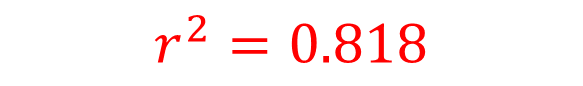 r² = 0.818